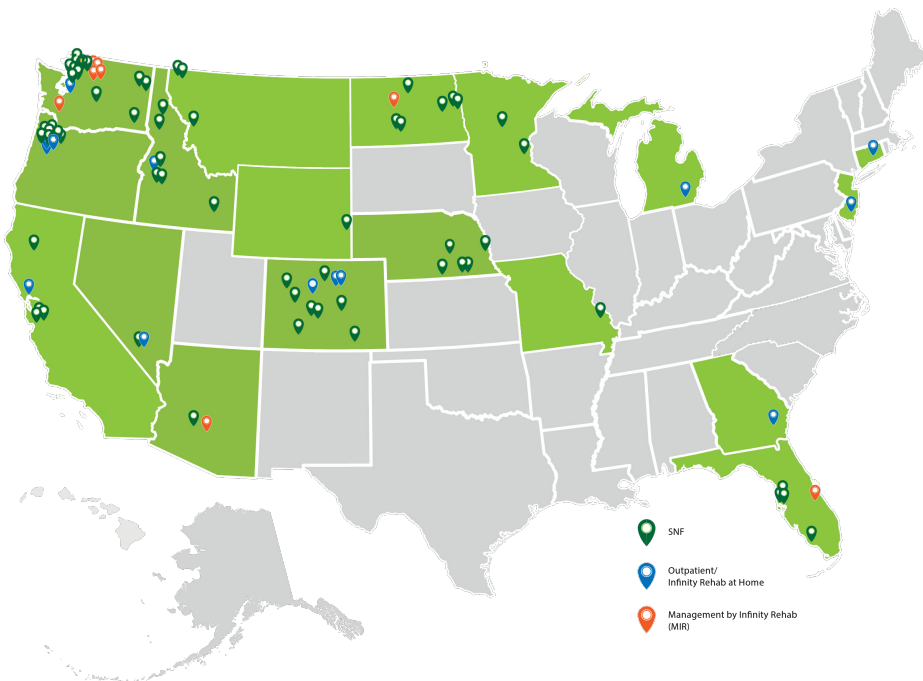 SNF
Outpatient/
Infinity Rehab at Home
Management by Infinity Rehab
(MIR)